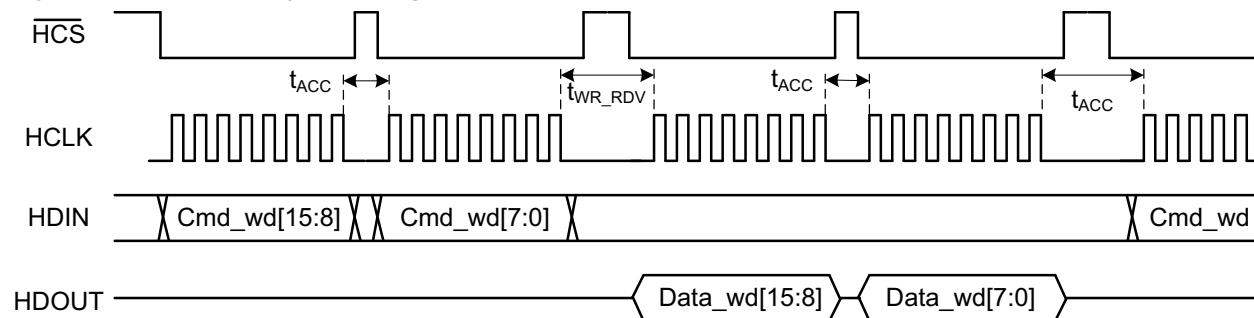 HCS
tACC
tWR_RDV
tACC
tACC
HCLK
HDIN
Cmd_wd[15:8]
Cmd_wd[7:0]
Cmd_wd
HDOUT
Data_wd[15:8]
Data_wd[7:0]